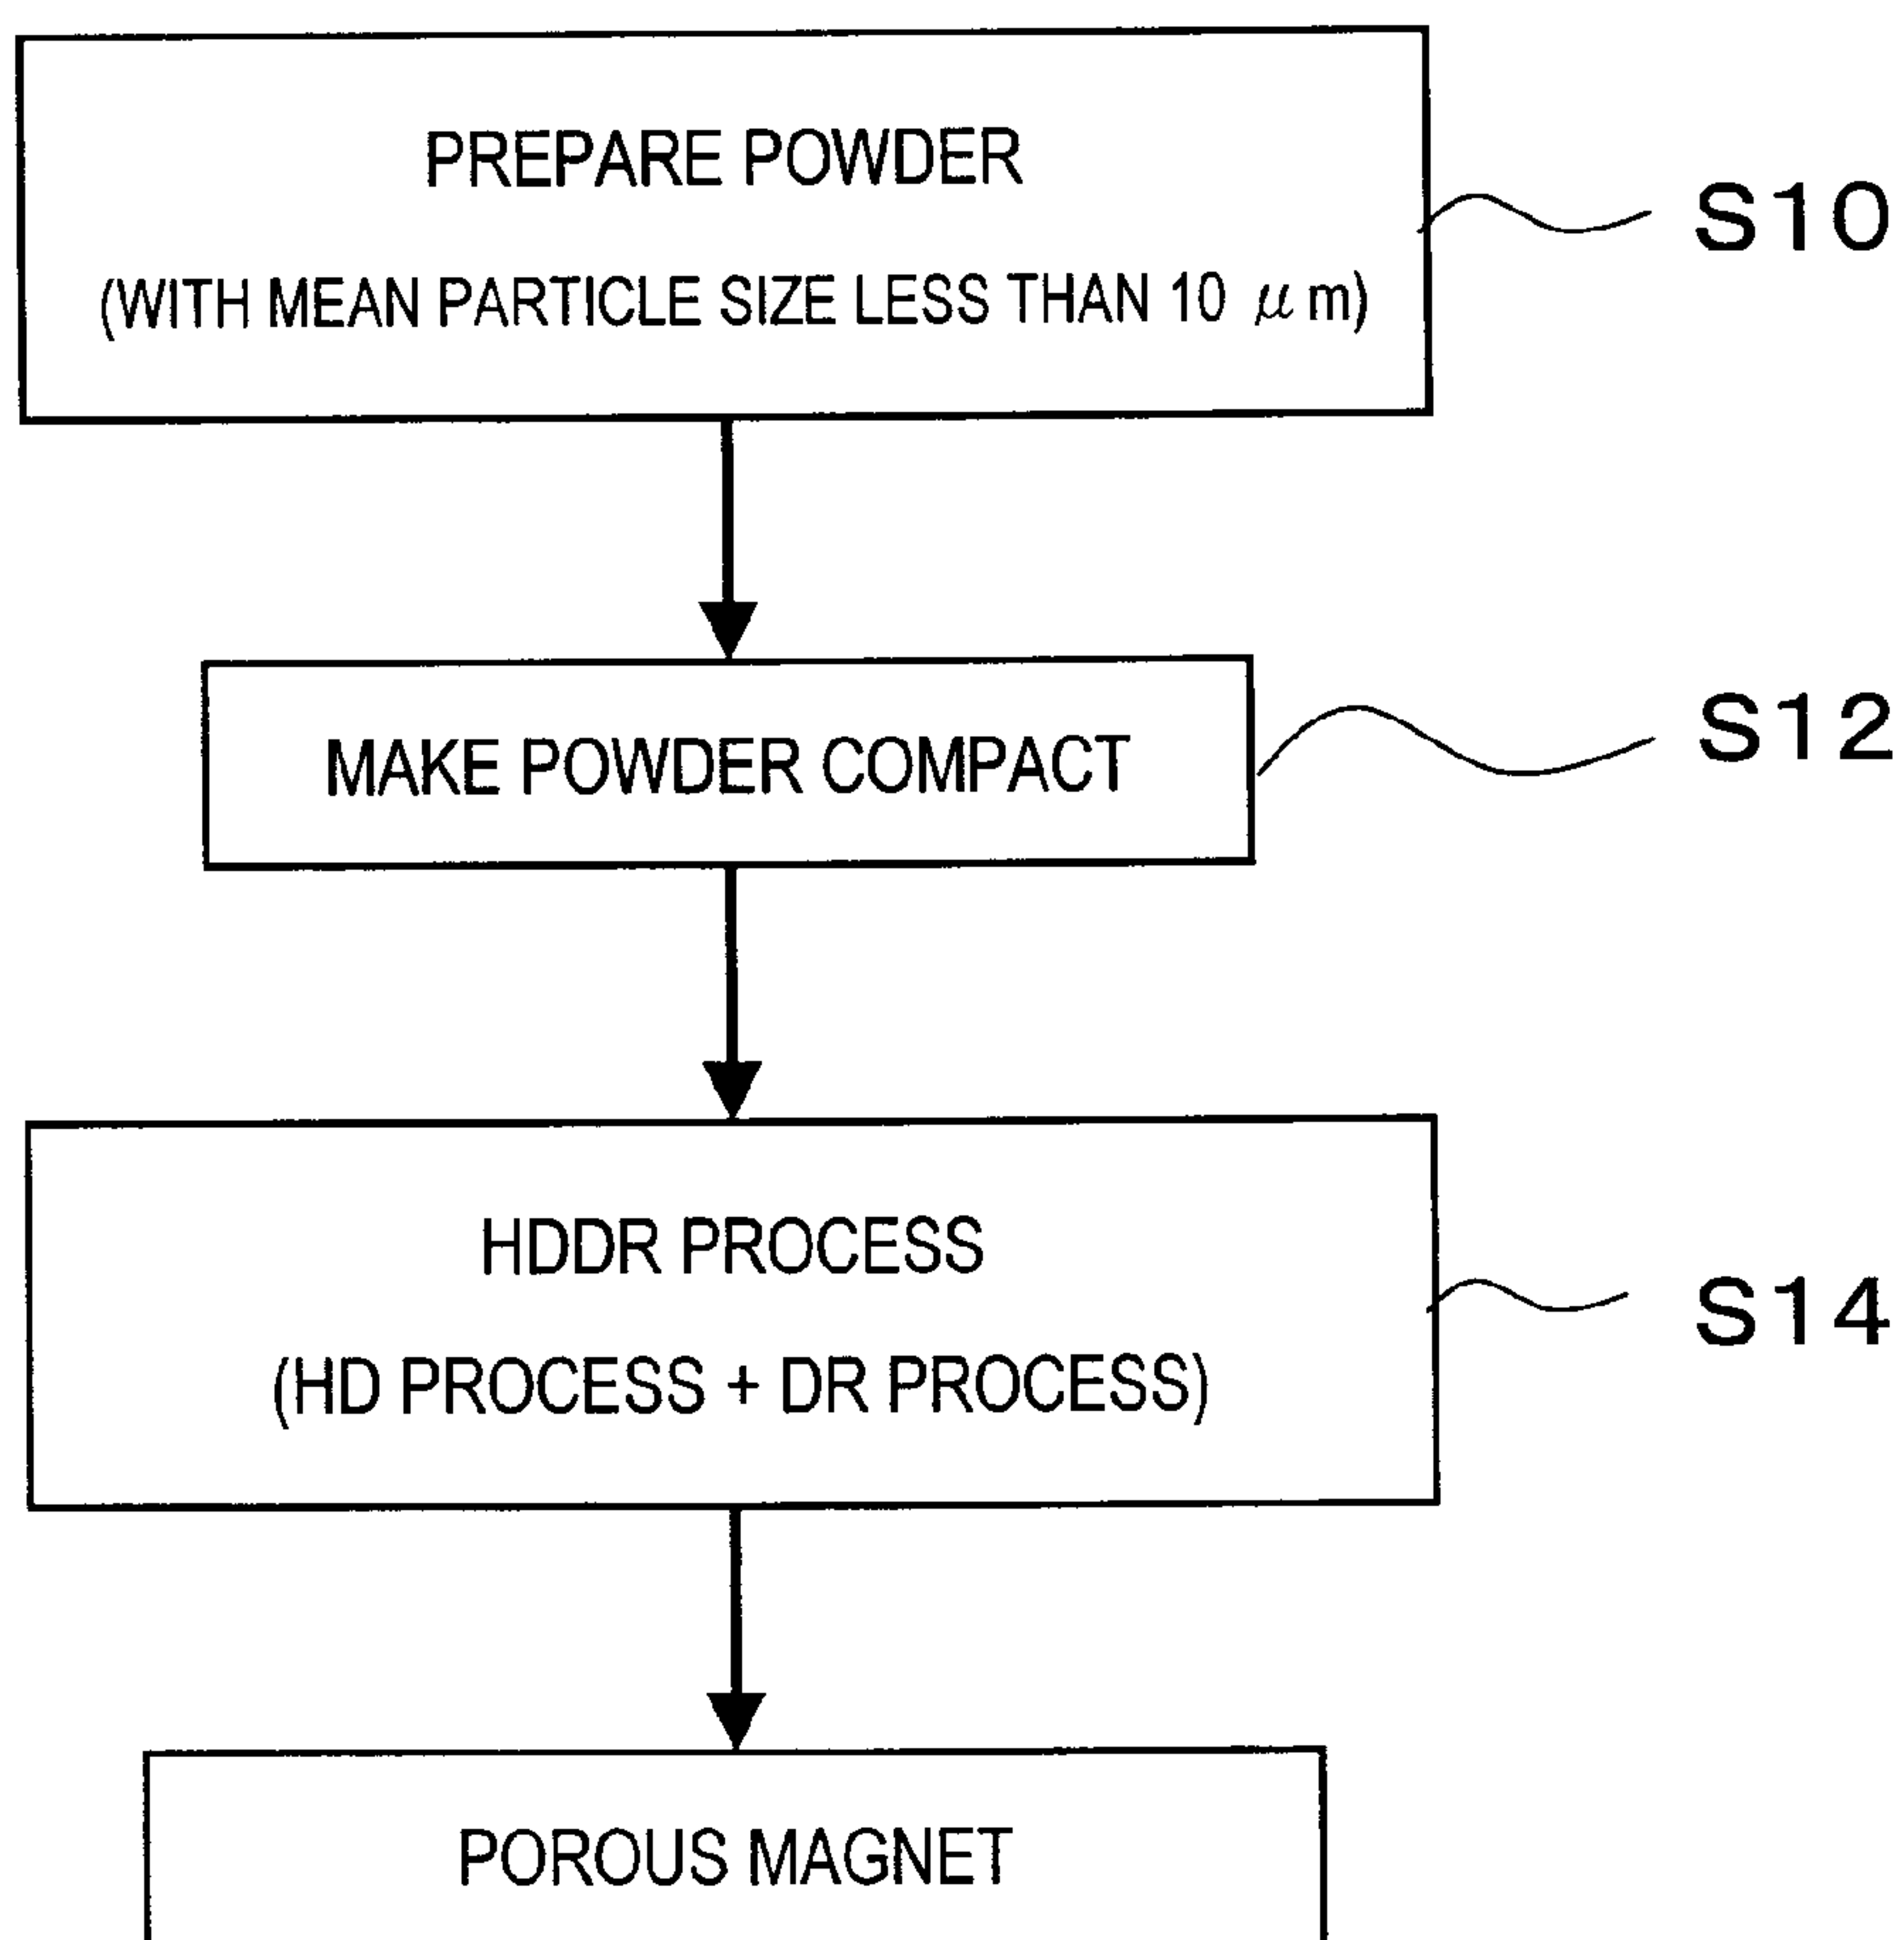 PREPARE POWDER
(WITH MEAN PARTICLE SIZE LESS THAN 10 μm)
S10
MAKE POWDER COMPACT
S12
HDDR PROCESS
(HD PROCESS + DR PROCESS)
S14
POROUS MAGNET